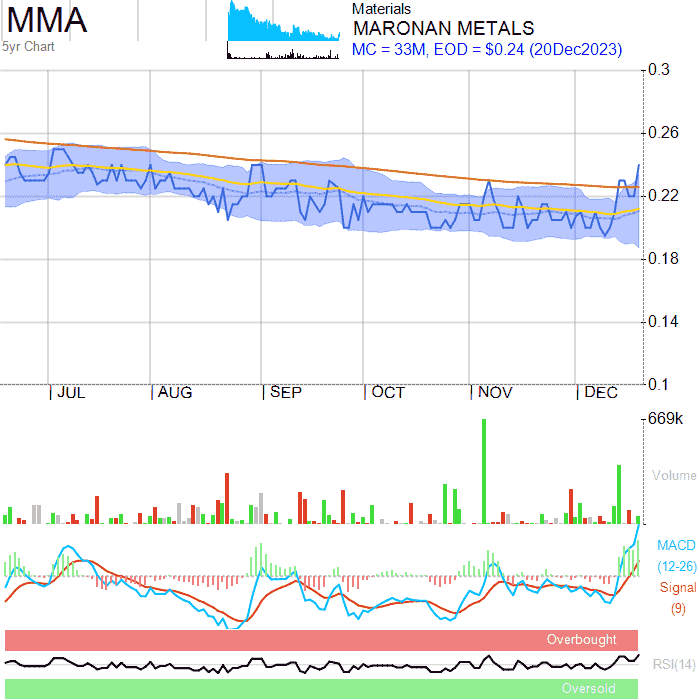 MMA
5yr Chart
Materials
MARONAN METALS
MC = 33M, EOD = $0.24 (20Dec2023)
0.3
0.26
0.22
0.18
0.14
0.1
JUL AUG SEP OCT NOV DEC
669k
Volume
MACD
(12-26)
Signal
(9)
Overbought
RSI(14)
Oversold